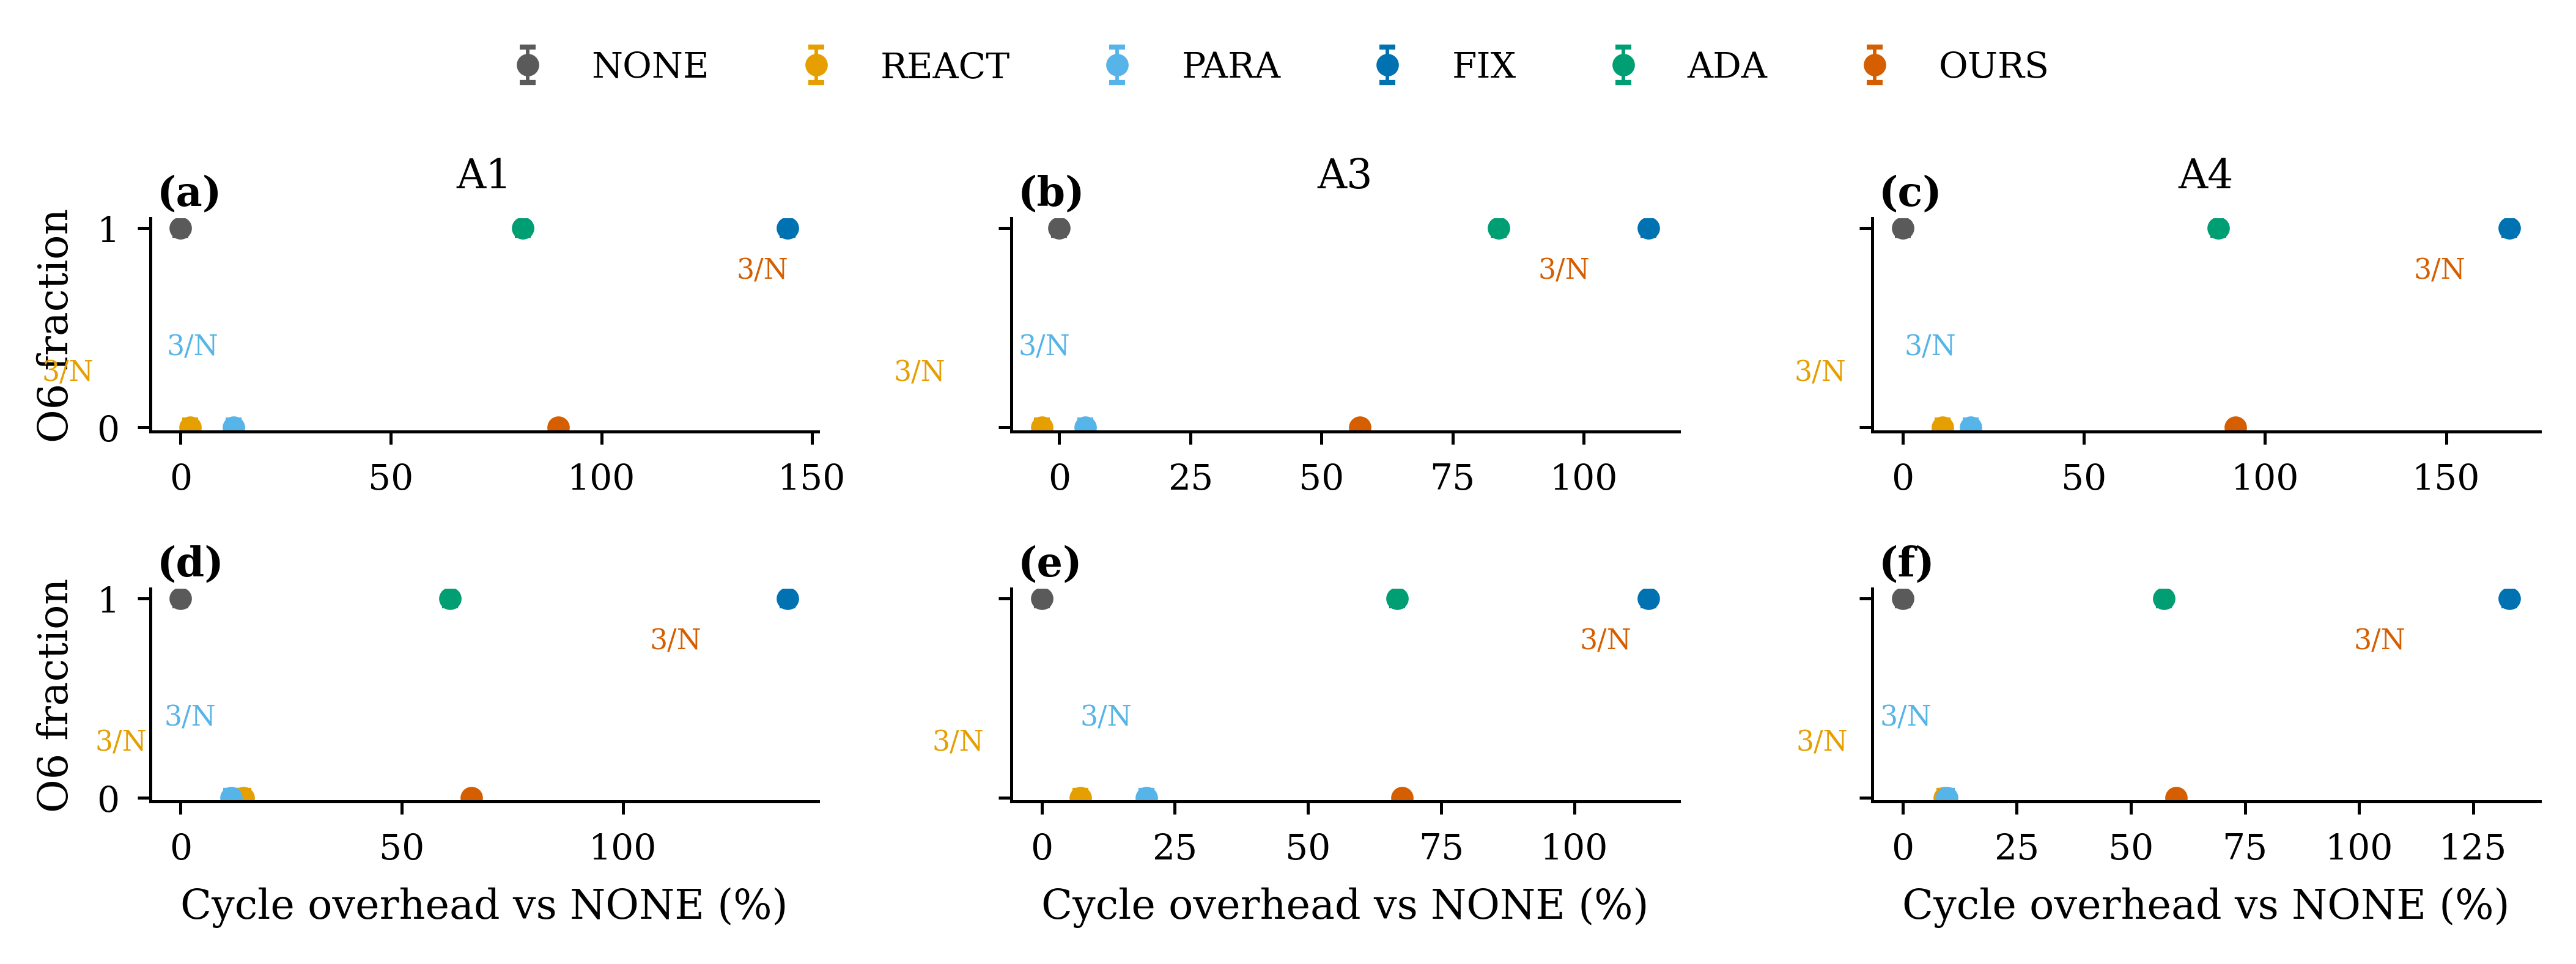 NONE REACT PARA FIX ADA OURS
A1 A3 A4
(a) (b) (c)
O6 fraction
1
0
3/N 3/N 3/N
3/N 3/N 3/N
3/N 3/N 3/N
0 50 100 150
0 25 50 75 100
0 50 100 150
(d) (e) (f)
O6 fraction
1
0
3/N 3/N 3/N
3/N 3/N 3/N
3/N 3/N 3/N
0 50 100
0 25 50 75 100
0 25 50 75 100 125
Cycle overhead vs NONE (%)
Cycle overhead vs NONE (%)
Cycle overhead vs NONE (%)